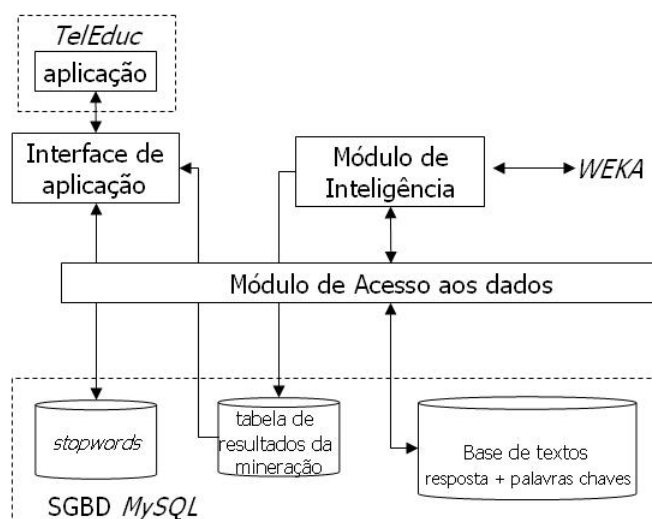 TelEduc
aplicação
Interface de
aplicação
Módulo de
Inteligência
WEKA
Módulo de Acesso aos dados
stopwords
tabela de
resultados da
mineração
Base de textos
resposta + palavras chaves
SGBD MySQL